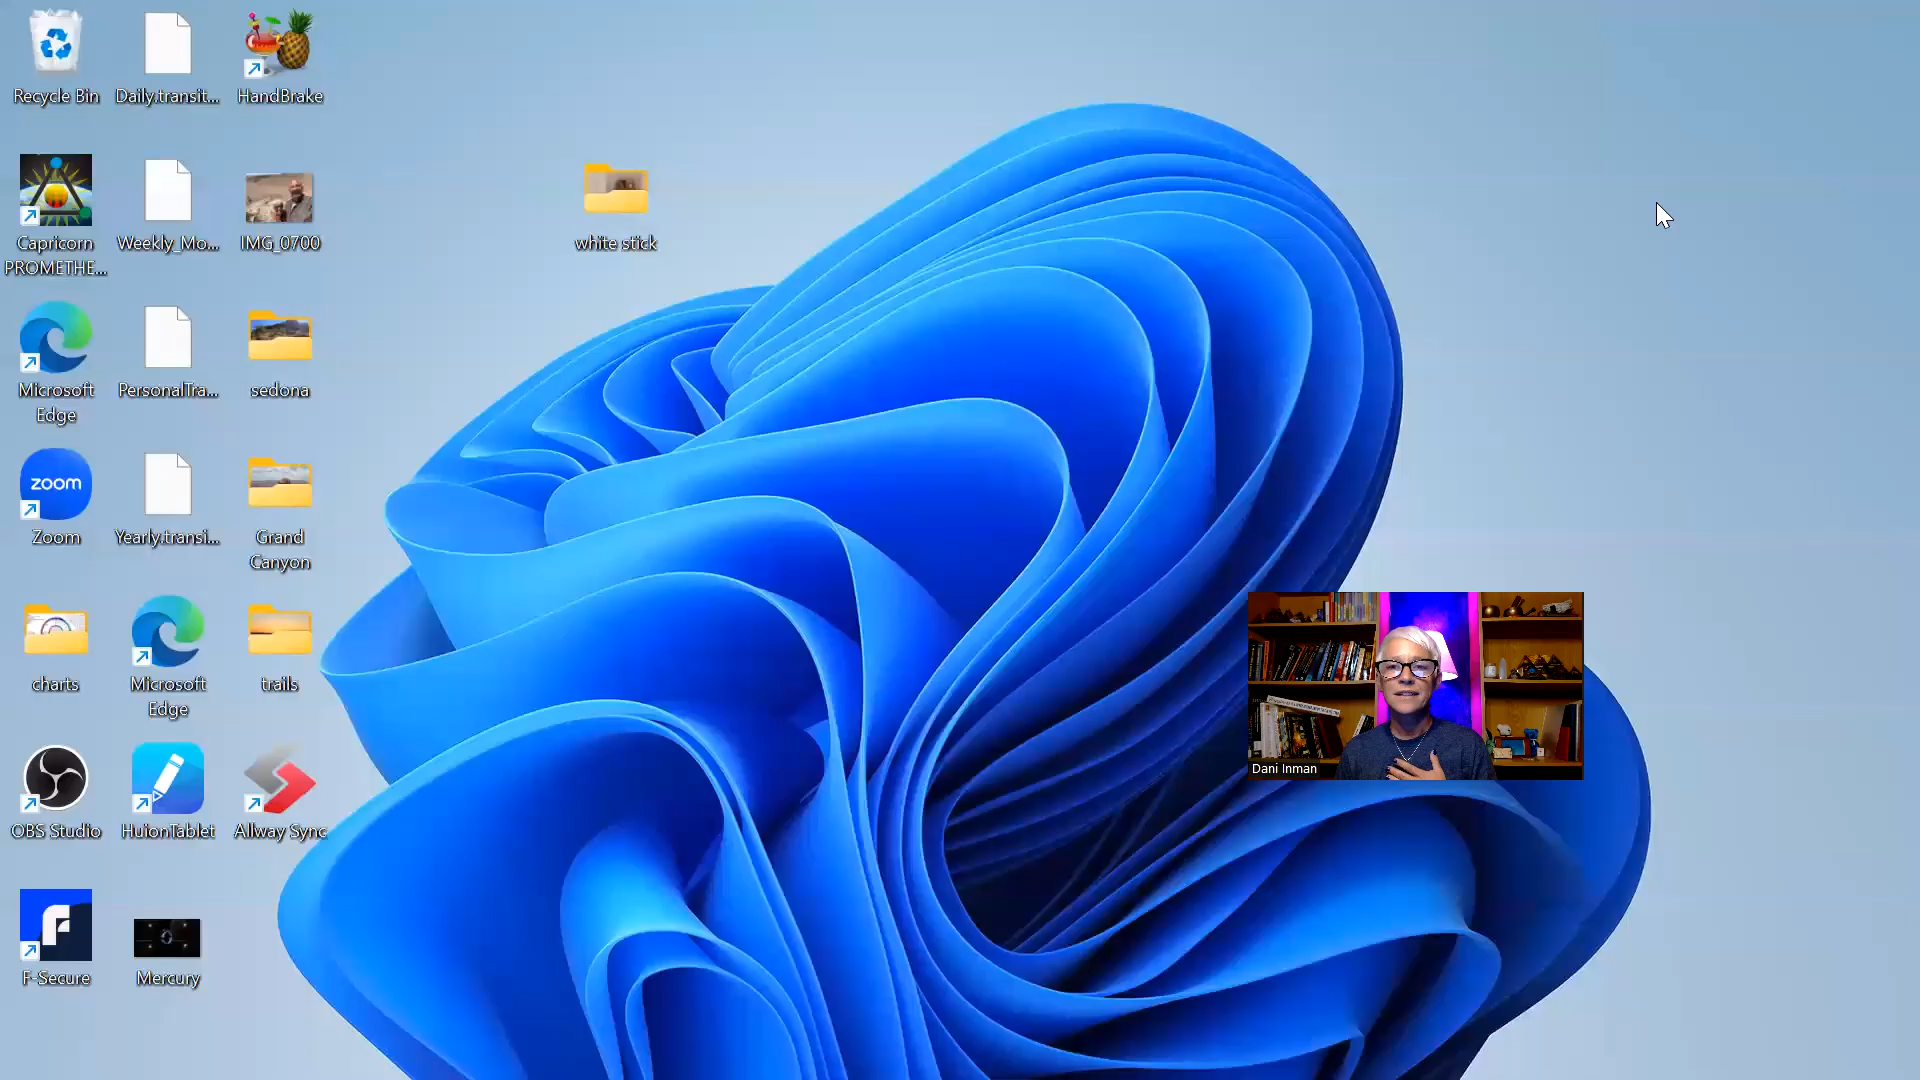 Recycle Bin
Daily.transit...
HandBrake
Capricorn
PROMETHE...
Weekly_Mo...
IMG_0700
white stick
Microsoft
Edge
PersonalTra...
sedona
zoom
Zoom
Yearly.transi...
Grand
Canyon
charts
Microsoft
Edge
trails
OBS Studio
HuionTablet
Allway Sync
F-Secure
Mercury
Dani Inman